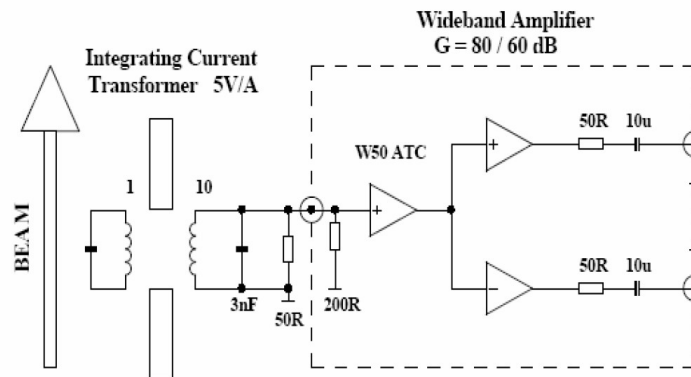 Wideband Amplifier
G = 80 / 60 dB
Integrating Current
Transformer 5V/A
50R 10u
W50 ATC
1 10
BEAM
3nF
50R
200R
50R 10u